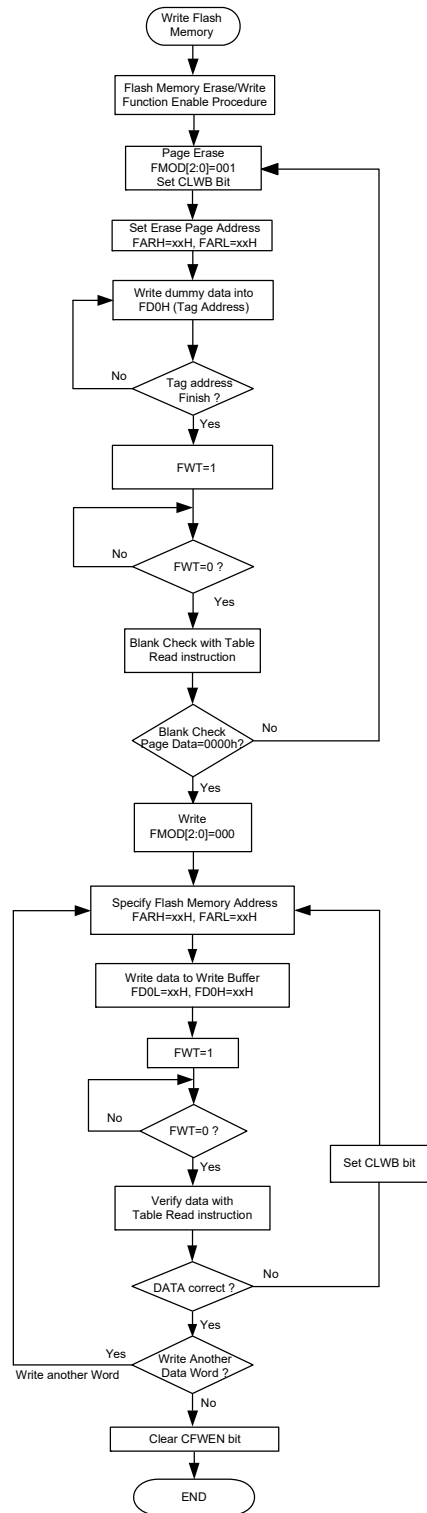 Write Flash
Memory
Flash Memory Erase/Write
Function Enable Procedure
Page Erase
FMOD[2:0]=001
Set CLWB Bit
Set Erase Page Address
FARH=xxH, FARL=xxH
Write dummy data into
FD0H (Tag Address)
No
Tag address
Finish ?
Yes
FWT=1
No
FWT=0 ?
Yes
Blank Check with Table
Read instruction
Blank Check
Page Data=0000h?
No
Yes
Write
FMOD[2:0]=000
Specify Flash Memory Address
FARH=xxH, FARL=xxH
Write data to Write Buffer
FD0L=xxH, FD0H=xxH
FWT=1
No
FWT=0 ?
Yes
Set CLWB bit
Verify data with
Table Read instruction
DATA correct ?
No
Yes
Yes
Write another Word
Write Another
Data Word ?
No
Clear CFWEN bit
END